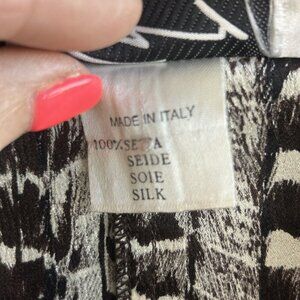 MADE IN ITALY
100% SETA
SEIDE
SOIE
SILK